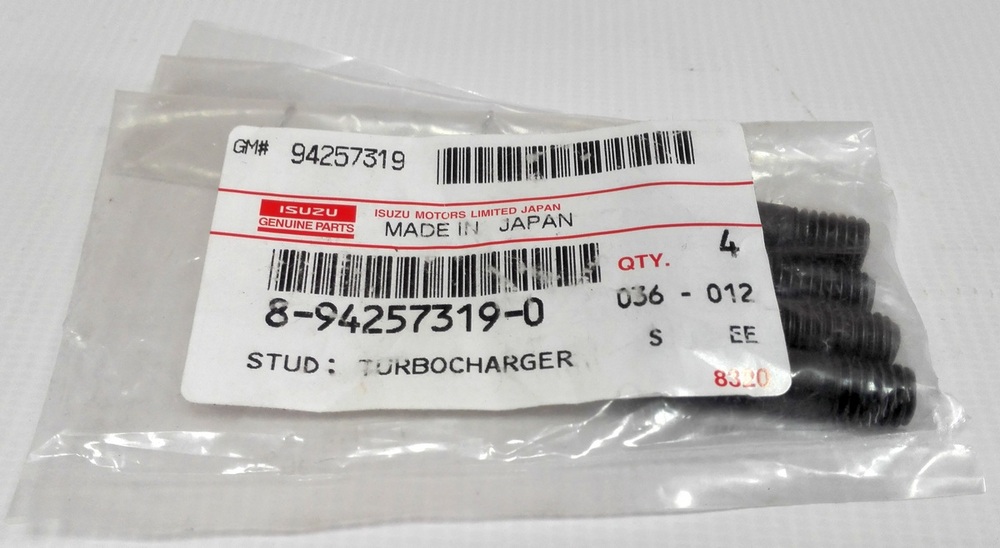 GM# 94257319
ISUZU
GENUINE PARTS
ISUZU MOTORS LIMITED JAPAN
MADE IN JAPAN
8-94257319-0
QTY. 4
036 - 012
S EE
STUD: TURBOCHARGER